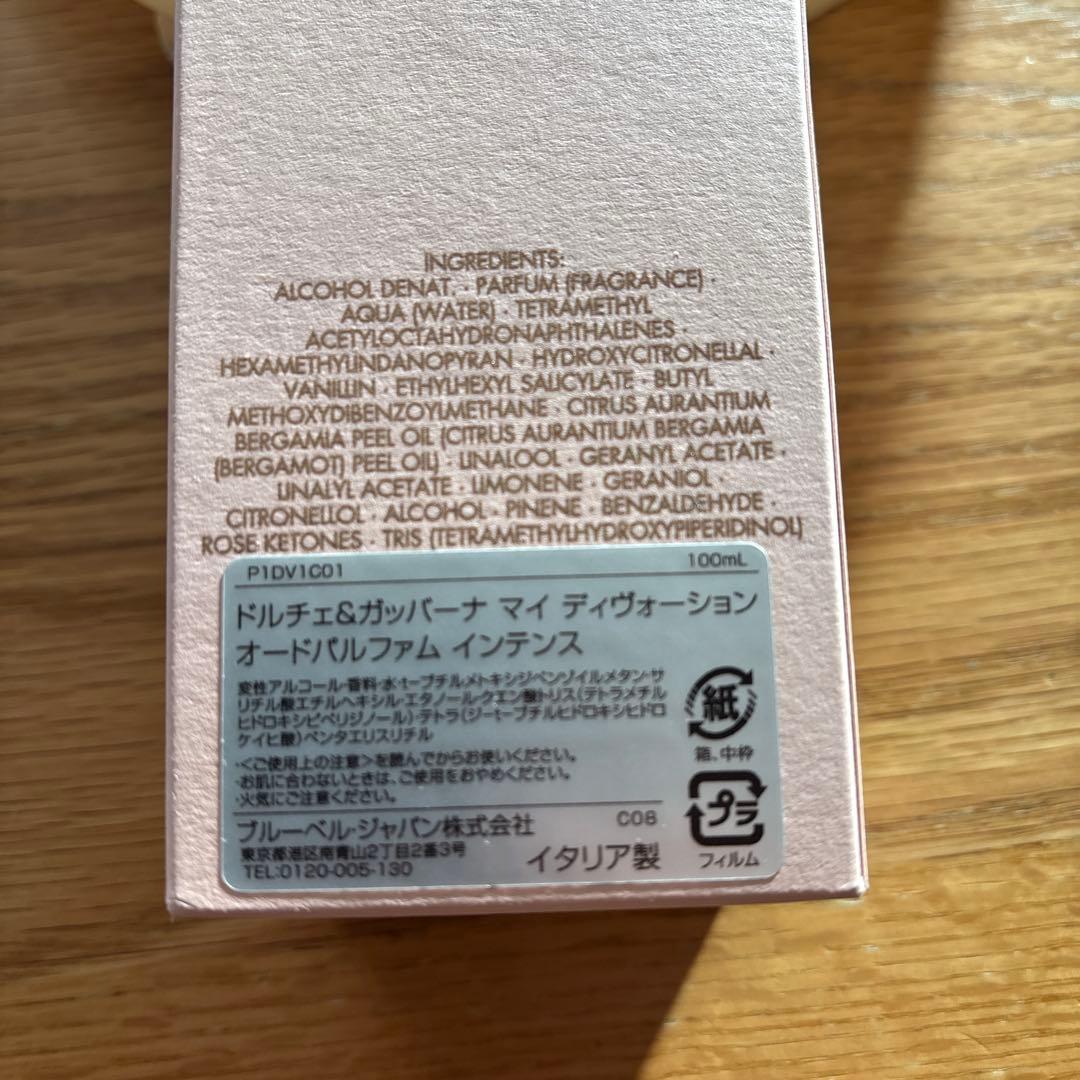 INGREDIENTS:
ALCOHOL DENAT. · PARFUM (FRAGRANCE) ·
AQUA (WATER) · TETRAMETHYL
ACETYLOCTAHYDRONAPHTHALENES ·
HEXAMETHYLINDANOPYRAN · HYDROXYCITRONELLAL ·
VANILLIN · ETHYLHEXYL SALICYLATE · BUTYL
METHOXYDIBENZOYLMETHANE · CITRUS AURANTIUM
BERGAMIA PEEL OIL (CITRUS AURANTIUM BERGAMIA
(BERGAMOT) PEEL OIL) · LINALOOL · GERANYL ACETATE ·
LINALYL ACETATE · LIMONENE · GERANIOL ·
CITRONELLOL · ALCOHOL · PINENE · BENZALDEHYDE ·
ROSE KETONES · TRIS (TETRAMETHYLHYDROXYPIPERIDINOL)
P1DV1C01 100mL
ドルチェ&ガッバーナ マイ ディヴォーション
オードパルファム インテンス
変性アルコール・香料・水・t-ブチルメトキシジベンゾイルメタン・サ
リチル酸エチルヘキシル・エタノール・クエン酸トリス(テトラメチル
ヒドロキシピペリジノール)・テトラ(ジ-t-ブチルヒドロキシヒドロ
ケイヒ酸)ペンタエリスリチル
・<ご使用上の注意>を読んでからお使いください。
・お肌に合わないときは、ご使用をおやめください。
・火気にご注意ください。
紙
箱、中枠
プラ
フィルム
ブルーベル・ジャパン株式会社 C08
東京都港区南青山2丁目2番3号
TEL:0120-005-130
イタリア製